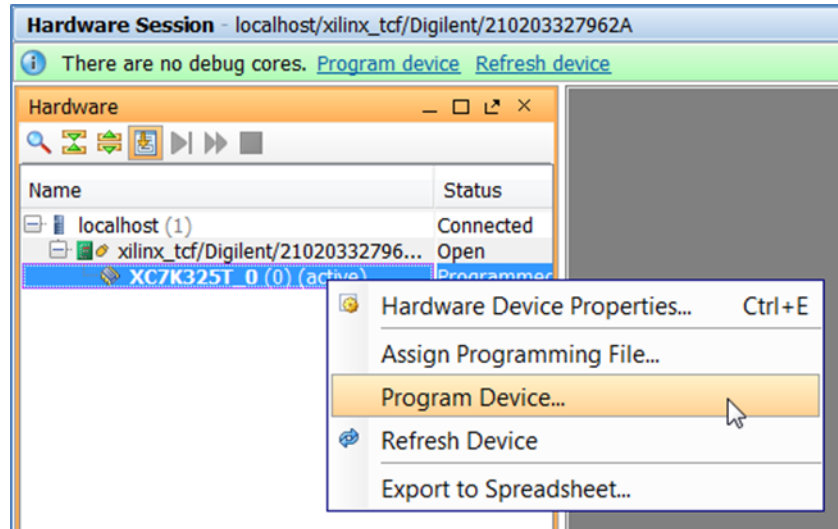 Hardware Session - localhost/xilinx_tcf/Digilent/210203327962A
There are no debug cores. Program device Refresh device
Hardware
Name Status
localhost (1) Connected
xilinx_tcf/Digilent/21020332796... Open
XC7K325T_0 (0) (active) Programmed
Hardware Device Properties... Ctrl+E
Assign Programming File...
Program Device...
Refresh Device
Export to Spreadsheet...